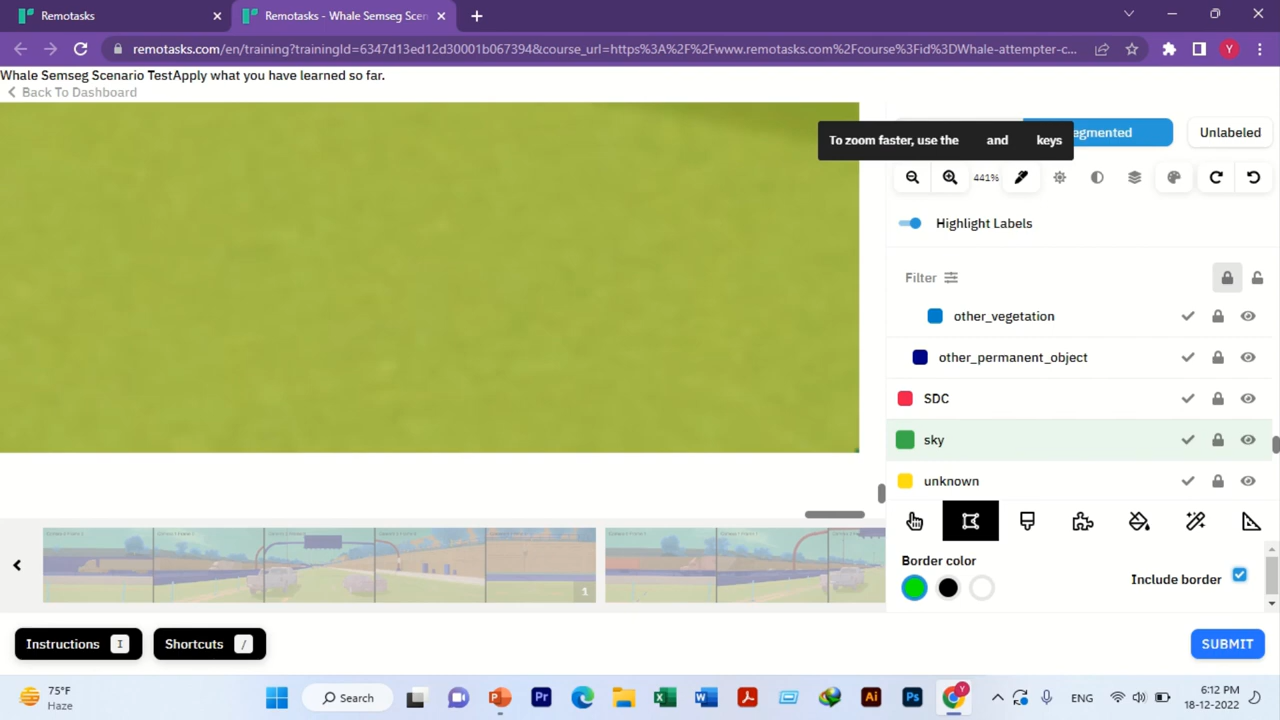 Remotasks
Remotasks - Whale Semseg Scen
remotasks.com/en/training?trainingId=6347d13ed12d30001b067394&course_url=https%3A%2F%2Fwww.remotasks.com%2Fcourse%3Fid%3DWhale-attempter-c...
Y
Whale Semseg Scenario TestApply what you have learned so far.
Back To Dashboard
To zoom faster, use the and keys
egmented
Unlabeled
441%
Highlight Labels
Filter
other_vegetation
other_permanent_object
SDC
sky
unknown
Border color
Include border
1
Instructions I
Shortcuts /
SUBMIT
75°F
Haze
Search
ENG
6:12 PM
18-12-2022